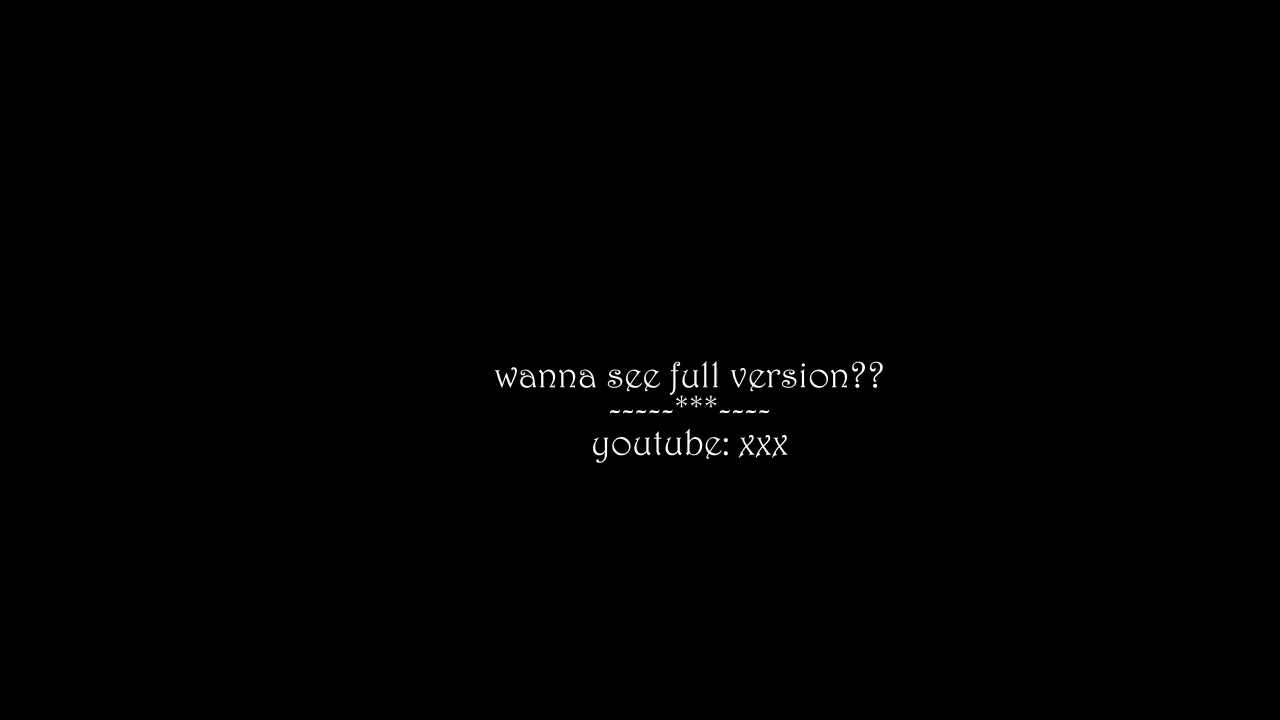 wanna see full version??
-----***----
youtube: xxx